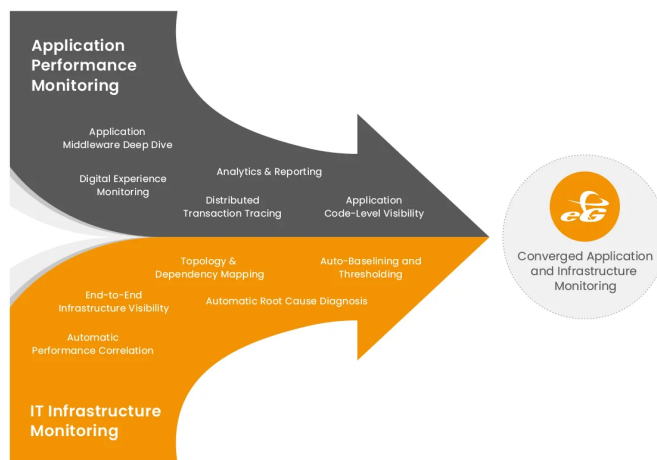 Application
Performance
Monitoring
Application
Middleware Deep Dive
Analytics & Reporting
Digital Experience
Monitoring
Distributed
Transaction Tracing
Application
Code-Level Visibility
Topology &
Dependency Mapping
Auto-Baselining and
Thresholding
End-to-End
Infrastructure Visibility
Automatic Root Cause Diagnosis
Automatic
Performance Correlation
IT Infrastructure
Monitoring
eG
Converged Application
and Infrastructure
Monitoring